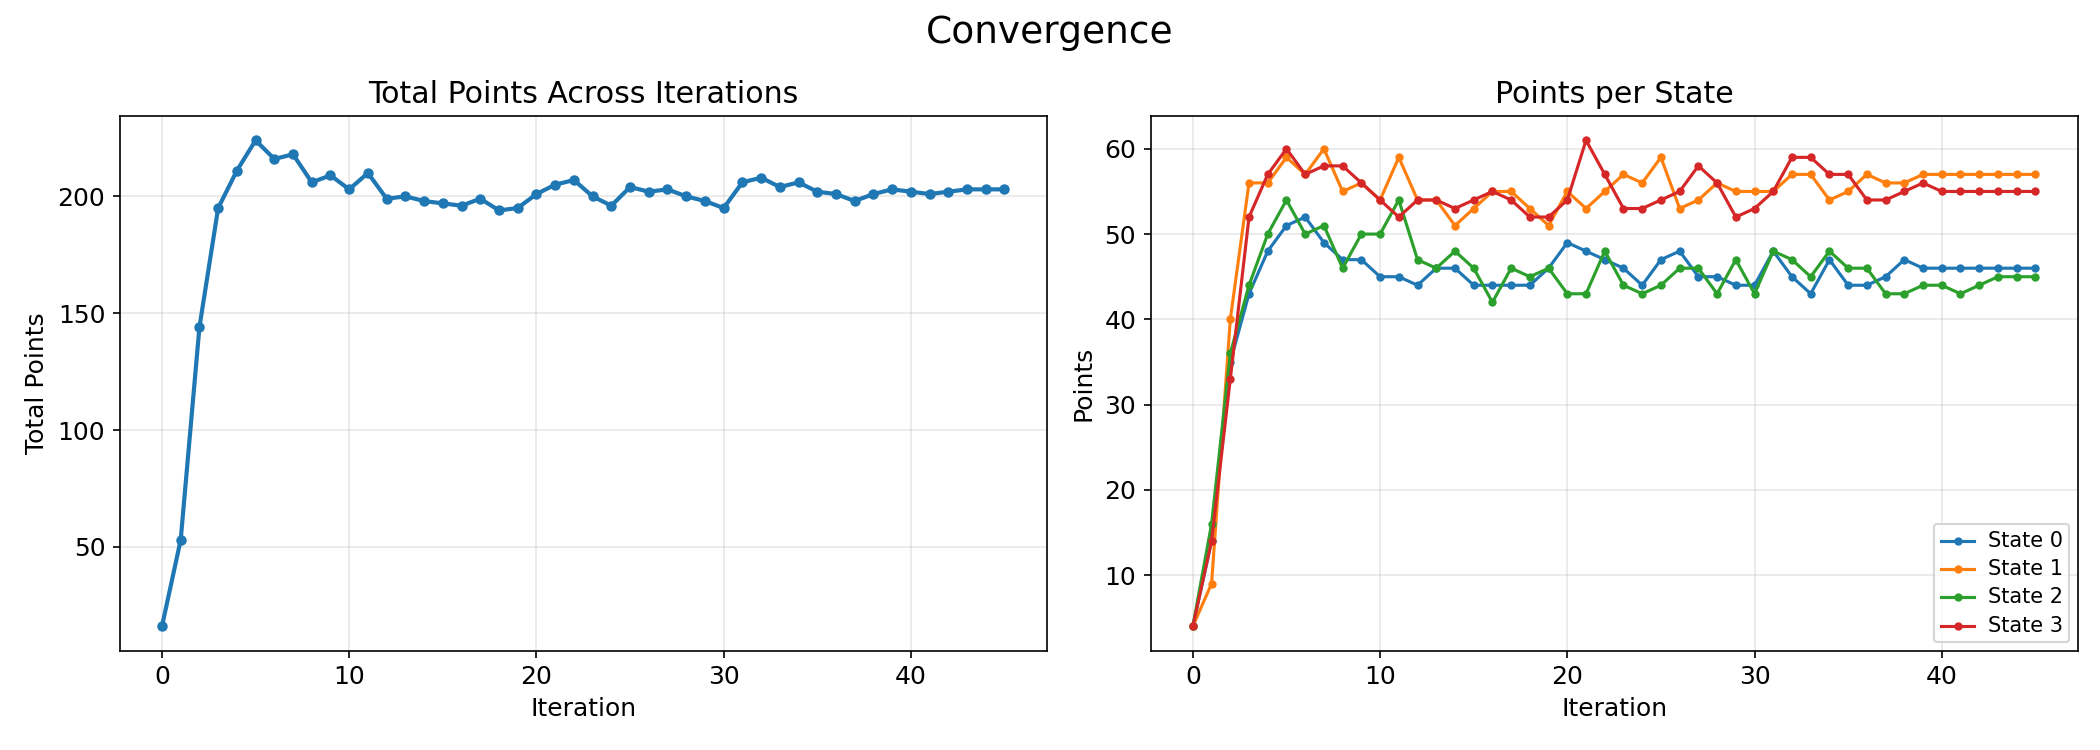 Convergence
Total Points Across Iterations
Total Points
200
150
100
50
0 10 20 30 40
Iteration
Points per State
Points
60
50
40
30
20
10
0 10 20 30 40
Iteration
State 0
State 1
State 2
State 3